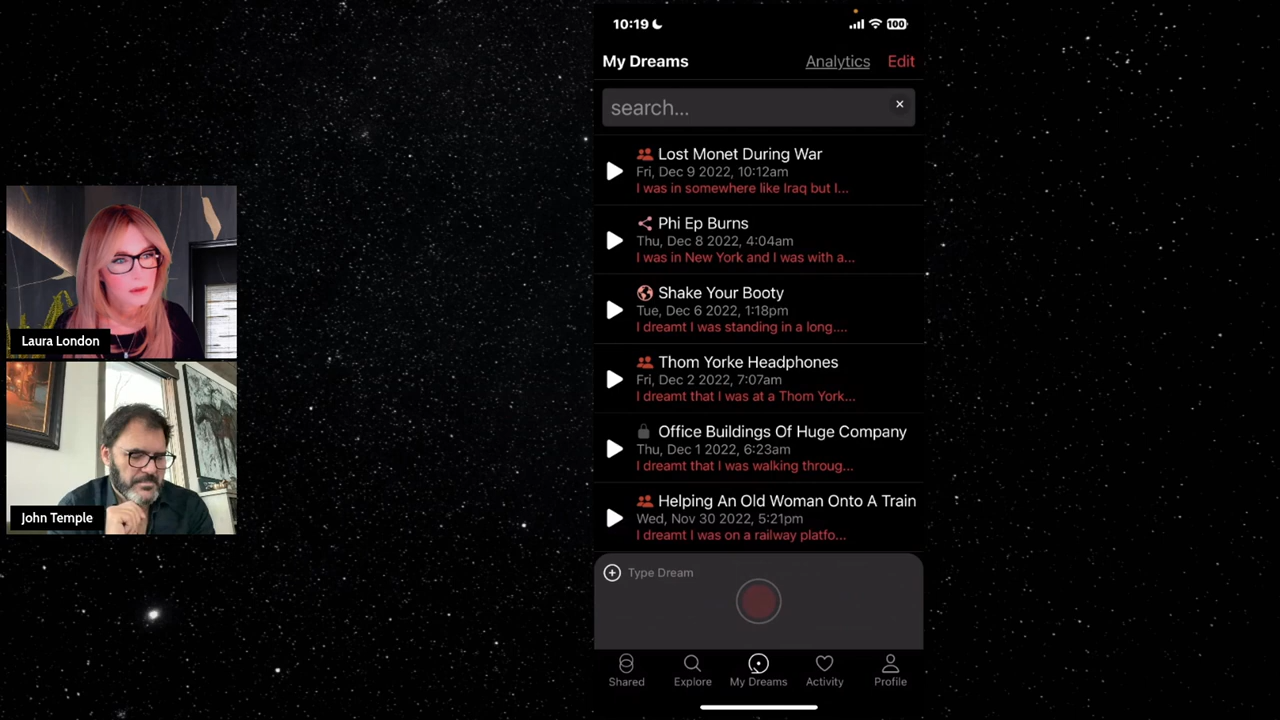 10:19
100
My Dreams
Analytics
Edit
search...
Lost Monet During War
Fri, Dec 9 2022, 10:12am
I was in somewhere like Iraq but I...
Phi Ep Burns
Thu, Dec 8 2022, 4:04am
I was in New York and I was with a...
Shake Your Booty
Tue, Dec 6 2022, 1:18pm
I dreamt I was standing in a long....
Thom Yorke Headphones
Fri, Dec 2 2022, 7:07am
I dreamt that I was at a Thom York...
Office Buildings Of Huge Company
Thu, Dec 1 2022, 6:23am
I dreamt that I was walking throug...
Helping An Old Woman Onto A Train
Wed, Nov 30 2022, 5:21pm
I dreamt I was on a railway platfo...
Type Dream
Shared
Explore
My Dreams
Activity
Profile
Laura London
John Temple